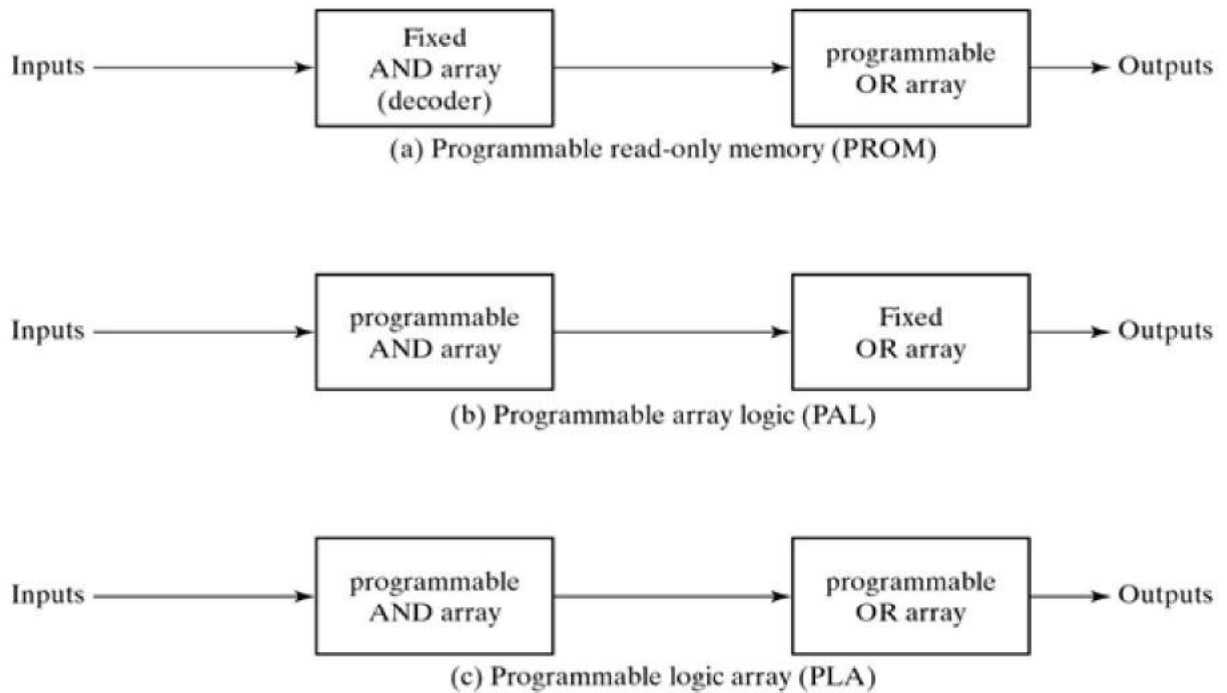 Inputs
Fixed
AND array
(decoder)
programmable
OR array
Outputs
(a) Programmable read-only memory (PROM)
Inputs
programmable
AND array
Fixed
OR array
Outputs
(b) Programmable array logic (PAL)
Inputs
programmable
AND array
programmable
OR array
Outputs
(c) Programmable logic array (PLA)